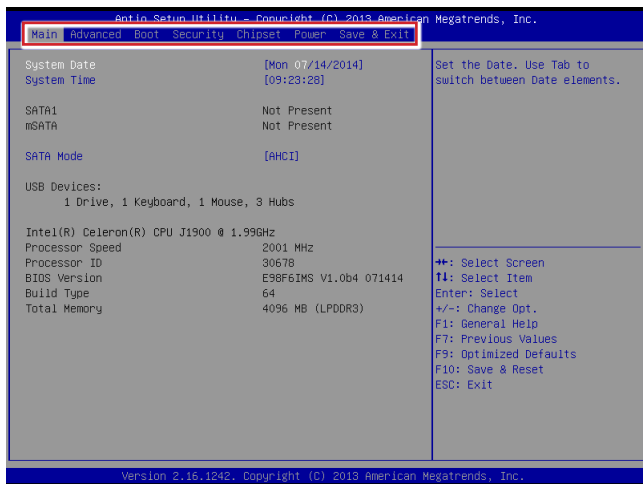 Aptio Setup Utility – Copyright (C) 2013 American Megatrends, Inc.
Main Advanced Boot Security Chipset Power Save & Exit
System Date [Mon 07/14/2014]
System Time [09:23:28]
SATA1 Not Present
mSATA Not Present
SATA Mode [AHCI]
USB Devices:
1 Drive, 1 Keyboard, 1 Mouse, 3 Hubs
Intel(R) Celeron(R) CPU J1900 @ 1.99GHz
Processor Speed 2001 MHz
Processor ID 30678
BIOS Version E98F6IMS V1.0b4 071414
Build Type 64
Total Memory 4096 MB (LPDDR3)
Set the Date. Use Tab to
switch between Date elements.
→←: Select Screen
↑↓: Select Item
Enter: Select
+/-: Change Opt.
F1: General Help
F7: Previous Values
F9: Optimized Defaults
F10: Save & Reset
ESC: Exit
Version 2.16.1242. Copyright (C) 2013 American Megatrends, Inc.